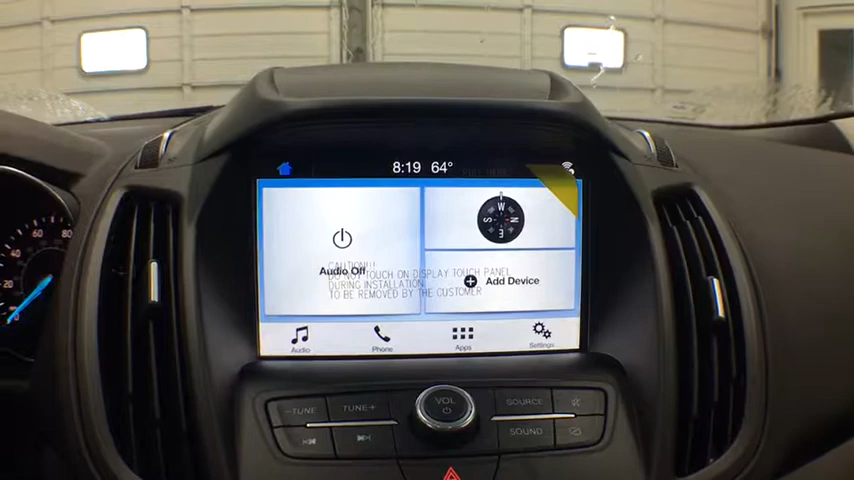 8:19 64°
W
S N
E
Audio Off
CAUTION!!
DO NOT TOUCH ON DISPLAY TOUCH PANEL
DURING INSTALLATION.
TO BE REMOVED BY THE CUSTOMER
Add Device
Audio Phone Apps Settings
-TUNE TUNE+ VOL SOURCE
SOUND
60
80
40
20